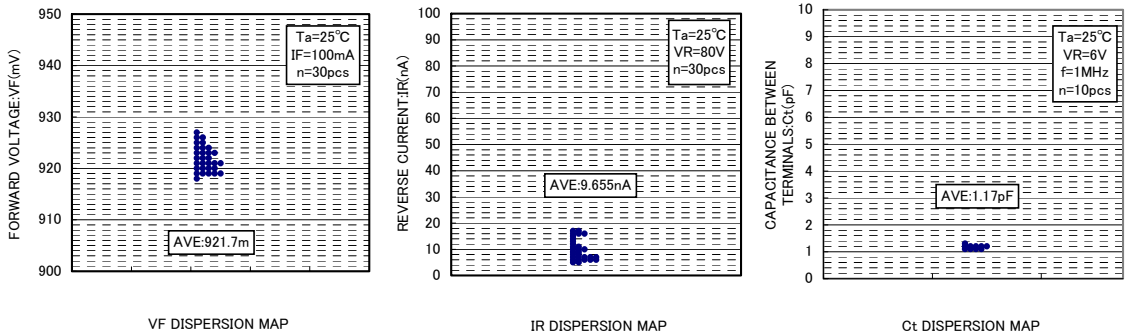 FORWARD VOLTAGE:VF(mV)
950
940
930
920
910
900
Ta=25℃
IF=100mA
n=30pcs
AVE:921.7m
VF DISPERSION MAP
REVERSE CURRENT:IR(nA)
100
90
80
70
60
50
40
30
20
10
0
Ta=25℃
VR=80V
n=30pcs
AVE:9.655nA
IR DISPERSION MAP
CAPACITANCE BETWEEN
TERMINALS:Ct(pF)
10
9
8
7
6
5
4
3
2
1
0
Ta=25℃
VR=6V
f=1MHz
n=10pcs
AVE:1.17pF
Ct DISPERSION MAP